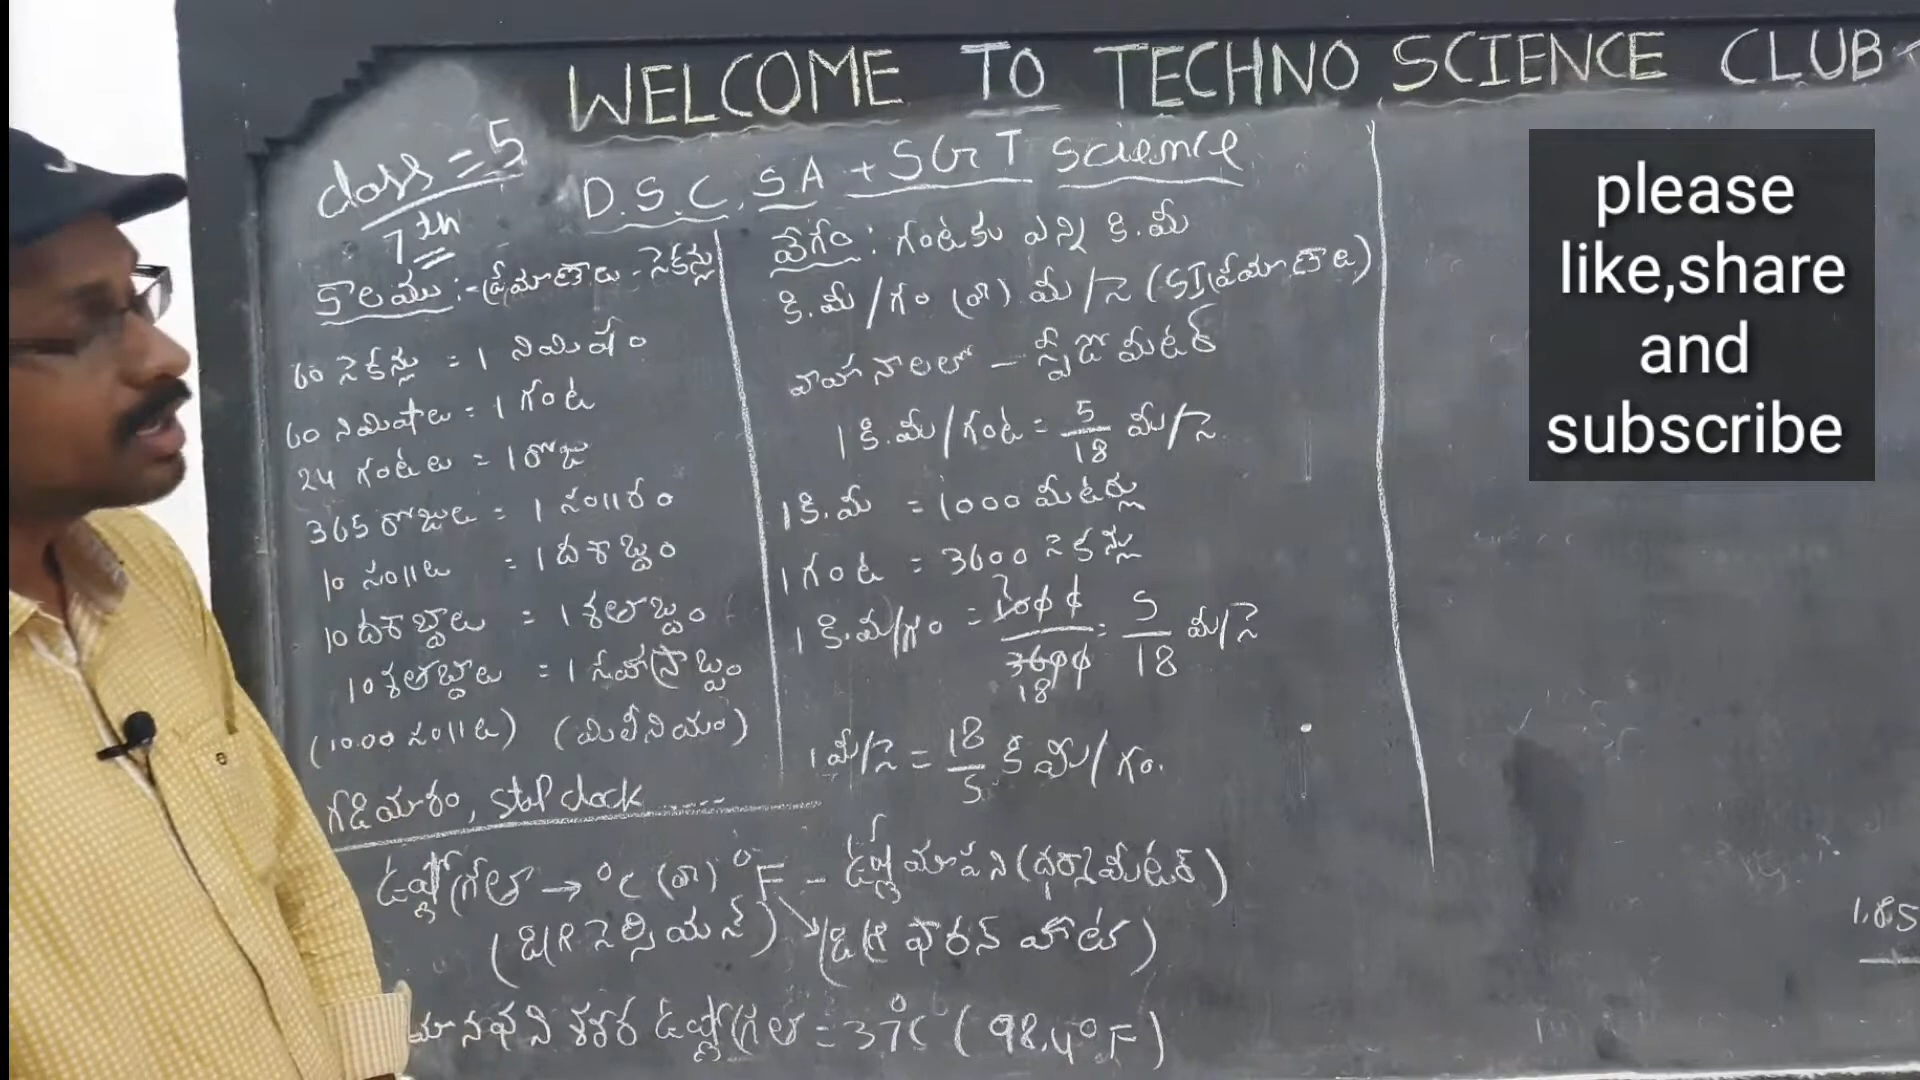 WELCOME TO TECHNO SCIENCE CLUB
class = 5
7th
D.S.C, SA + SGT Science
కాలము :- ప్రమాణాలు - సెకన్లు
60 సెకన్లు = 1 నిమిషం
60 నిమిషాలు = 1 గంట
24 గంటలు = 1 రోజు
365 రోజులు = 1 సం॥రం
10 సం॥లు = 1 దశాబ్దం
10 దశాబ్దాలు = 1 శతాబ్దం
10 శతాబ్దాలు = 1 సహస్రాబ్దం
(1000 సం॥లు) (మిలీనియం)
గడియారం, stop clock .....
వేగం : గంటకు ఎన్ని కి.మీ
కి.మీ/గం (లా) మీ/సె (SI ప్రమాణాలు)
వాహనాలలో - స్పీడోమీటర్
1 కి.మీ/గంట = 5/18 మీ/సె
1 కి.మీ = 1000 మీటర్లు
1 గంట = 3600 సెకన్లు
1 కి.మీ/గం = 1000/3600 = 5/18 మీ/సె
18
1 మీ/సె = 18/5 కి మీ/గం.
ఉష్ణోగ్రత → °C (లా) °F - ఉష్ణమాపని (థర్మామీటర్)
(డిగ్రీ సెల్సియస్) (డిగ్రీ ఫారన్ హీట్)
మానవుని శరీర ఉష్ణోగ్రత = 37°C (98.4°F)
1.85
please
like,share
and
subscribe